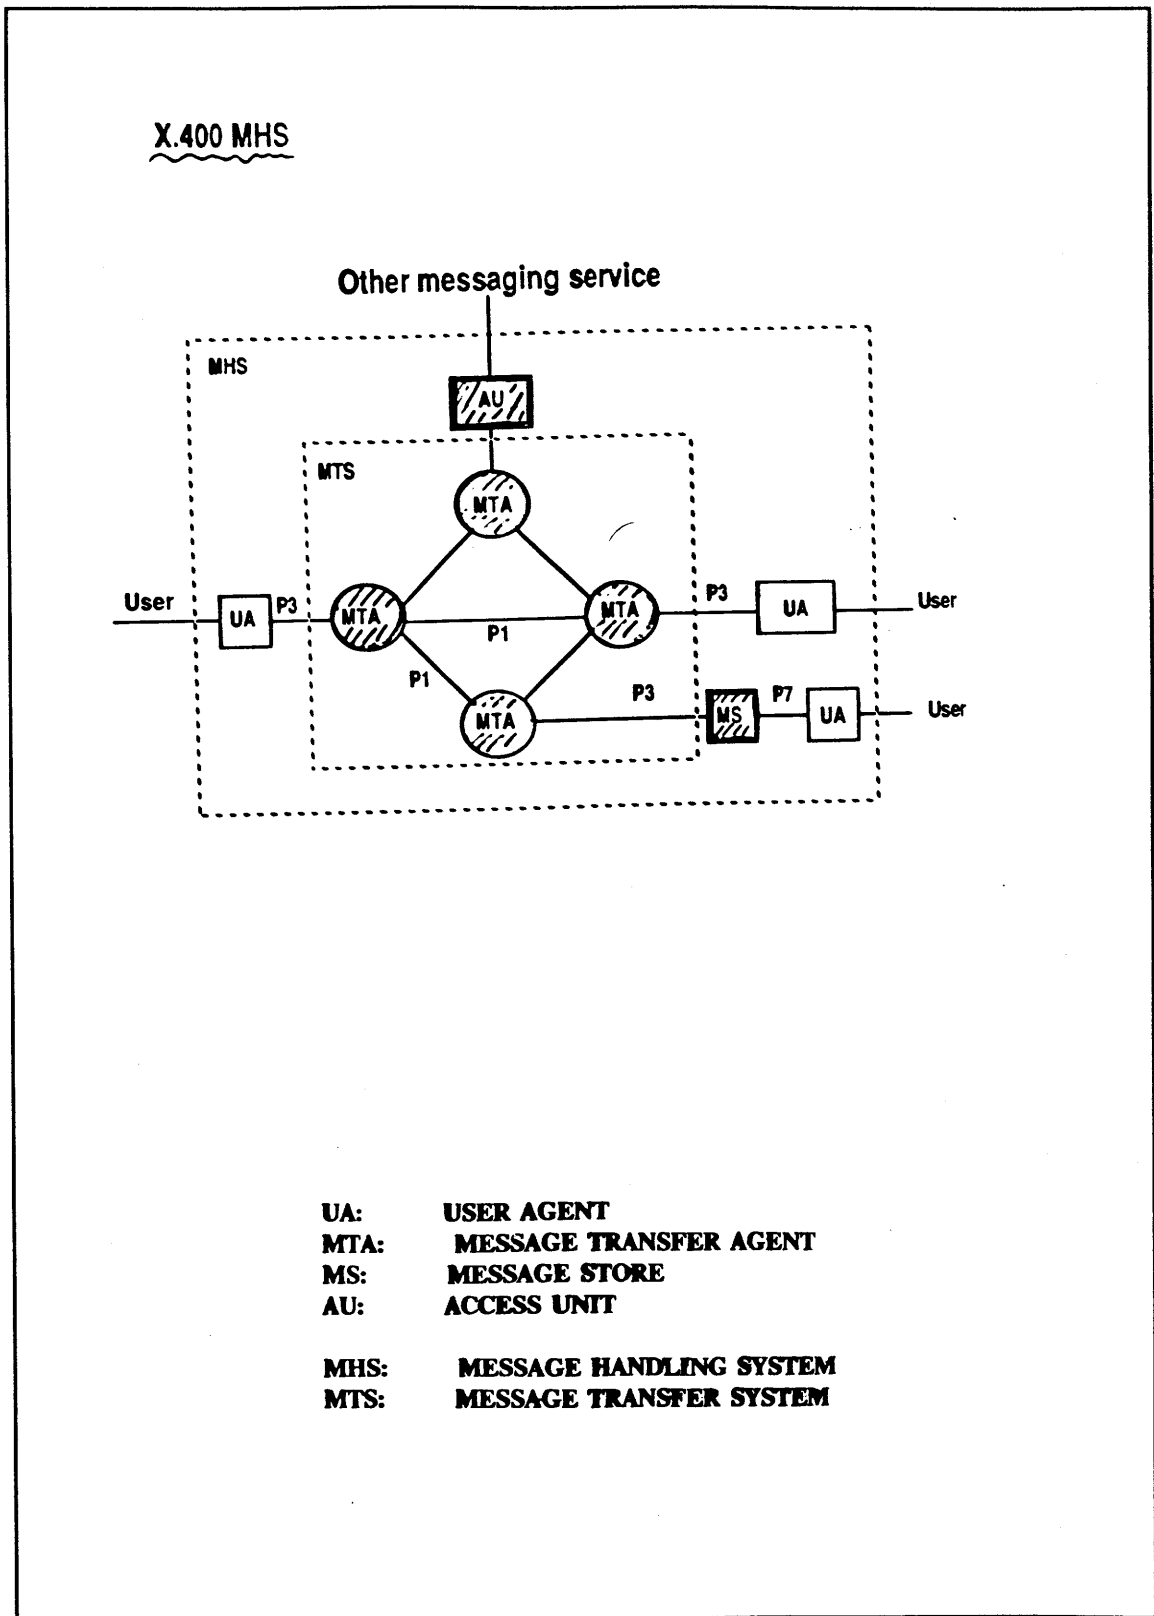 X.400 MHS
Other messaging service
MHS
AU
MTS
MTA
User
UA
P3
MTA
P1
MTA
P3
UA
User
P1
MTA
P3
MS
P7
UA
User
UA: USER AGENT
MTA: MESSAGE TRANSFER AGENT
MS: MESSAGE STORE
AU: ACCESS UNIT
MHS: MESSAGE HANDLING SYSTEM
MTS: MESSAGE TRANSFER SYSTEM